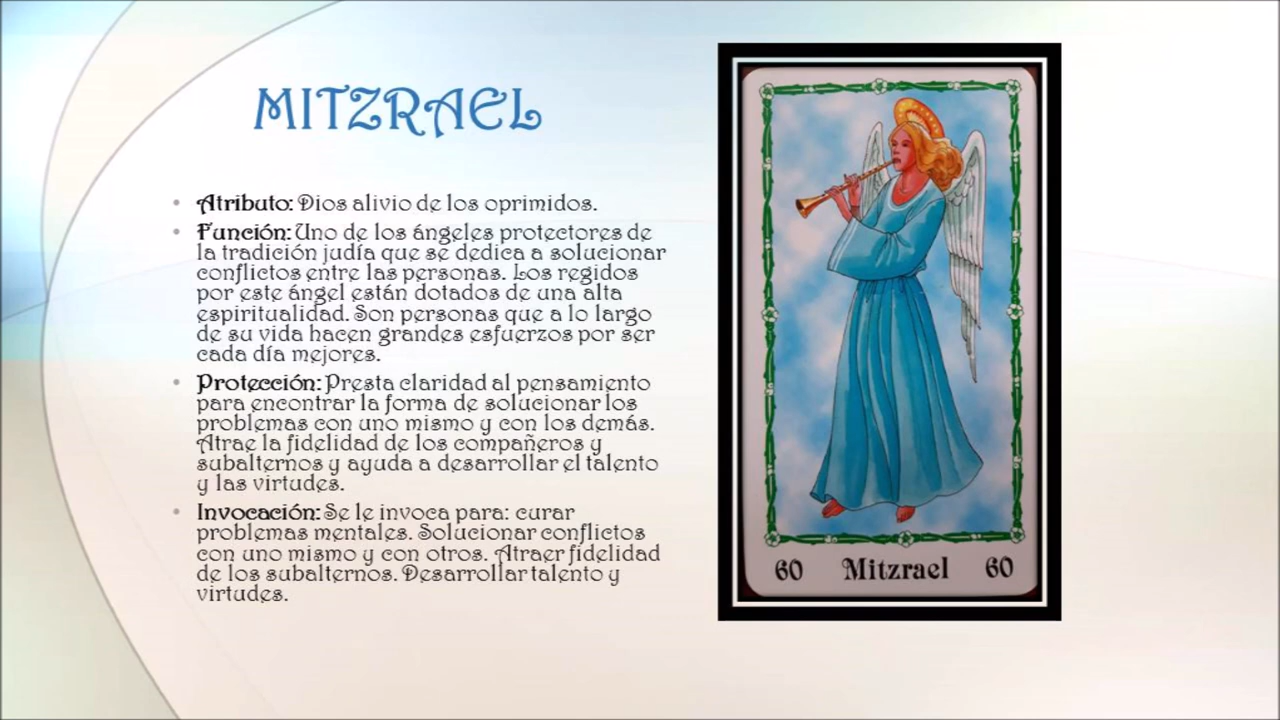 MITZRAEL
• Atributo: Dios alivio de los oprimidos.
• Función: Uno de los ángeles protectores de
la tradición judía que se dedica a solucionar
conflictos entre las personas. Los regidos
por este ángel están dotados de una alta
espiritualidad. Son personas que a lo largo
de su vida hacen grandes esfuerzos por ser
cada día mejores.
• Protección: Presta claridad al pensamiento
para encontrar la forma de solucionar los
problemas con uno mismo y con los demás.
Atrae la fidelidad de los compañeros y
subalternos y ayuda a desarrollar el talento
y las virtudes.
• Invocación: Se le invoca para: curar
problemas mentales. Solucionar conflictos
con uno mismo y con otros. Atraer fidelidad
de los subalternos. Desarrollar talento y
virtudes.
60 Mitzrael 60